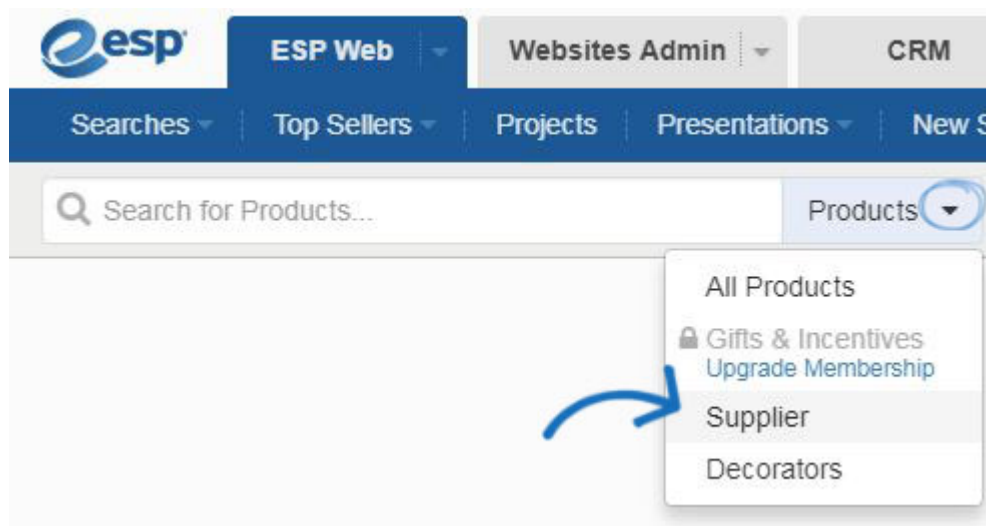 esp ESP Web Websites Admin CRM
Searches Top Sellers Projects Presentations New S
Search for Products... Products
All Products
Gifts & Incentives
Upgrade Membership
Supplier
Decorators